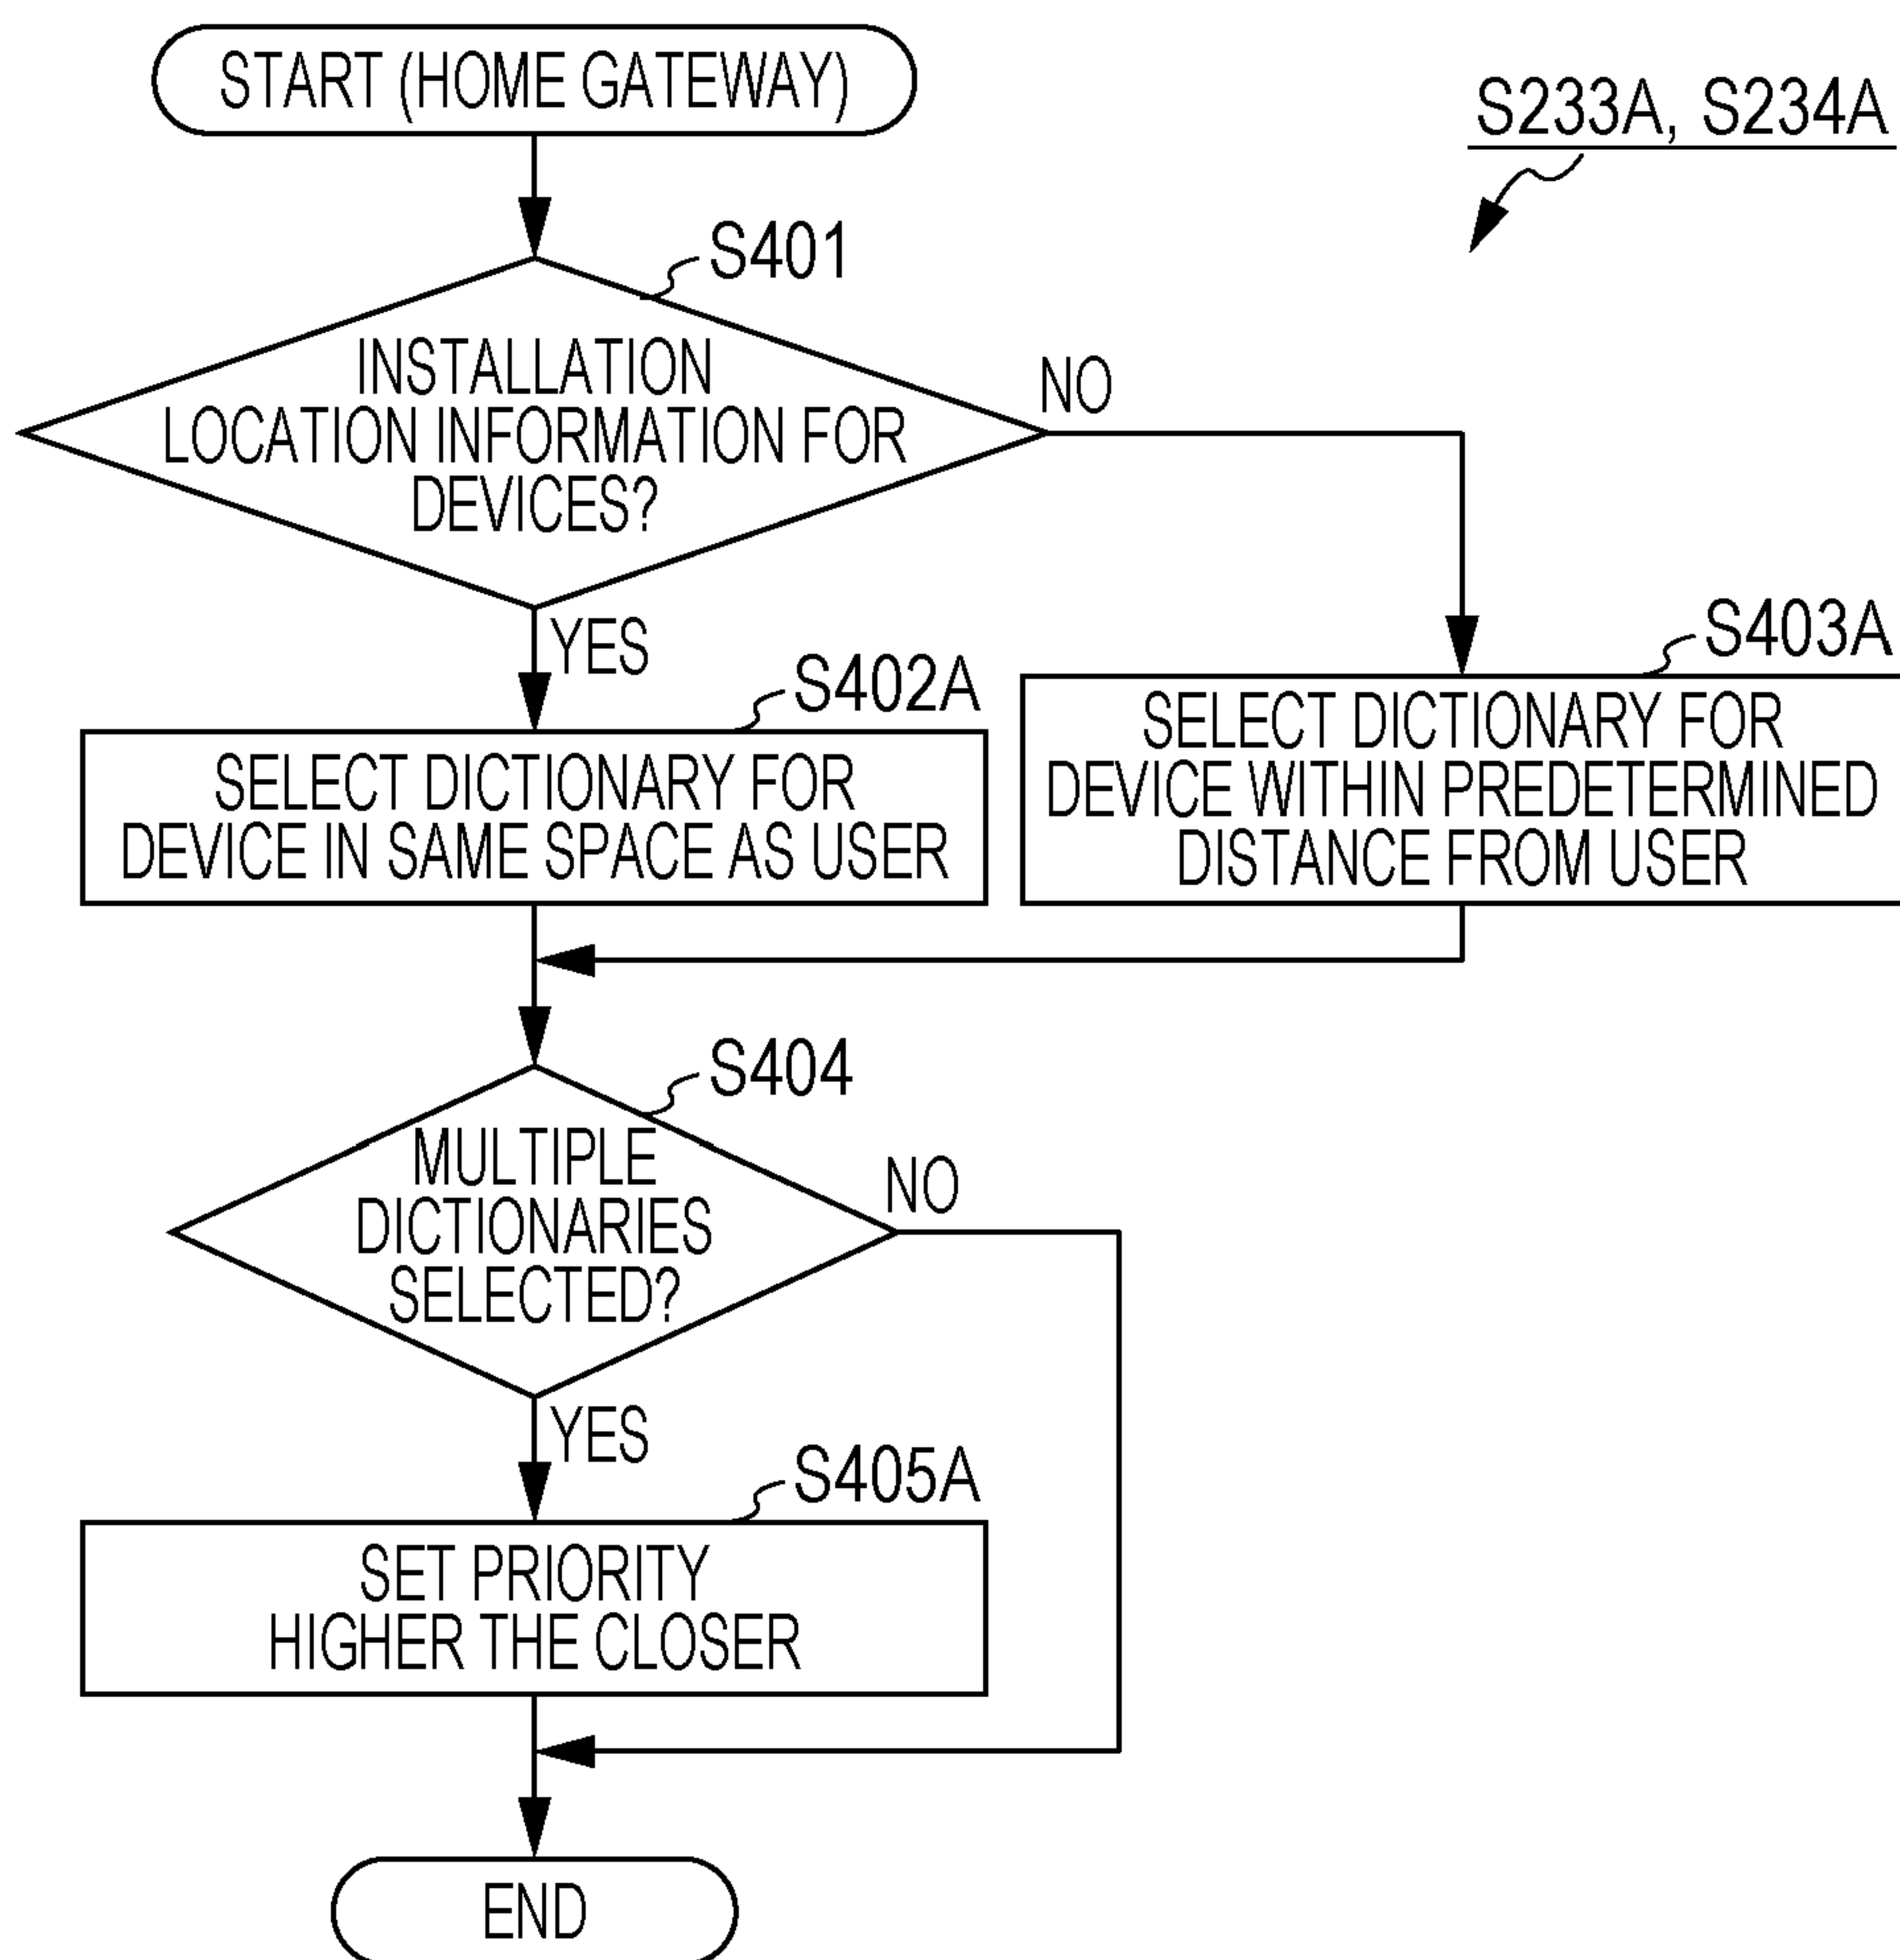 START (HOME GATEWAY)
S233A, S234A
S401
INSTALLATION
LOCATION INFORMATION FOR
DEVICES?
NO
YES
S402A
SELECT DICTIONARY FOR
DEVICE IN SAME SPACE AS USER
S403A
SELECT DICTIONARY FOR
DEVICE WITHIN PREDETERMINED
DISTANCE FROM USER
S404
MULTIPLE
DICTIONARIES
SELECTED?
NO
YES
S405A
SET PRIORITY
HIGHER THE CLOSER
END